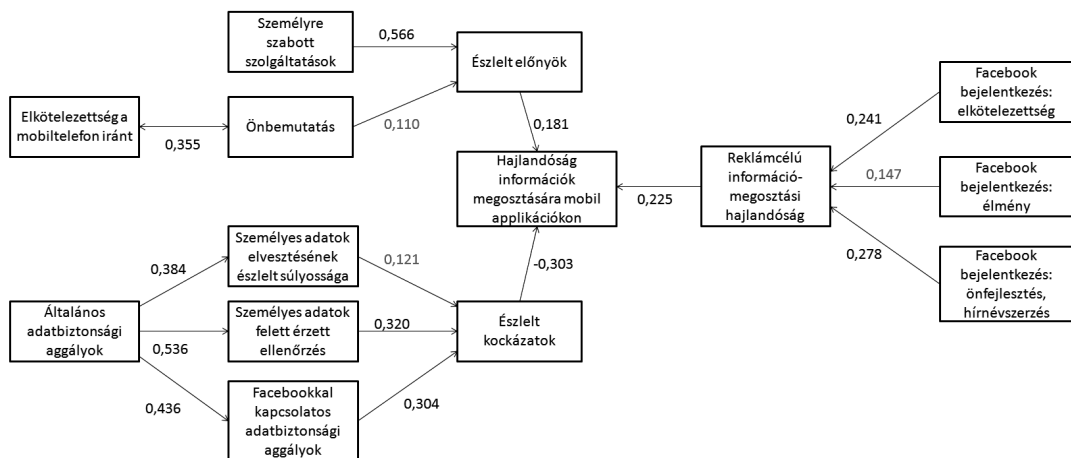 Személyre
szabott
szolgáltatások
0,566
Észlelt előnyök
Elkötelezettség a
mobiltelefon iránt
0,355
Önbemutatás
0,110
0,181
Hajlandóság
információk
megosztására mobil
applikációkon
0,225
Reklámcélú
információ-
megosztási
hajlandóság
0,241
0,147
0,278
Facebook
bejelentkezés:
elkötelezettség
Facebook
bejelentkezés:
élmény
Facebook
bejelentkezés:
önfejlesztés,
hírnévszerzés
Általános
adatbiztonsági
aggályok
0,384
0,536
0,436
Személyes adatok
elvesztésének
észlelt súlyossága
0,121
Személyes adatok
felett érzett
ellenőrzés
0,320
Facebookkal
kapcsolatos
adatbiztonsági
aggályok
0,304
-0,303
Észlelt
kockázatok